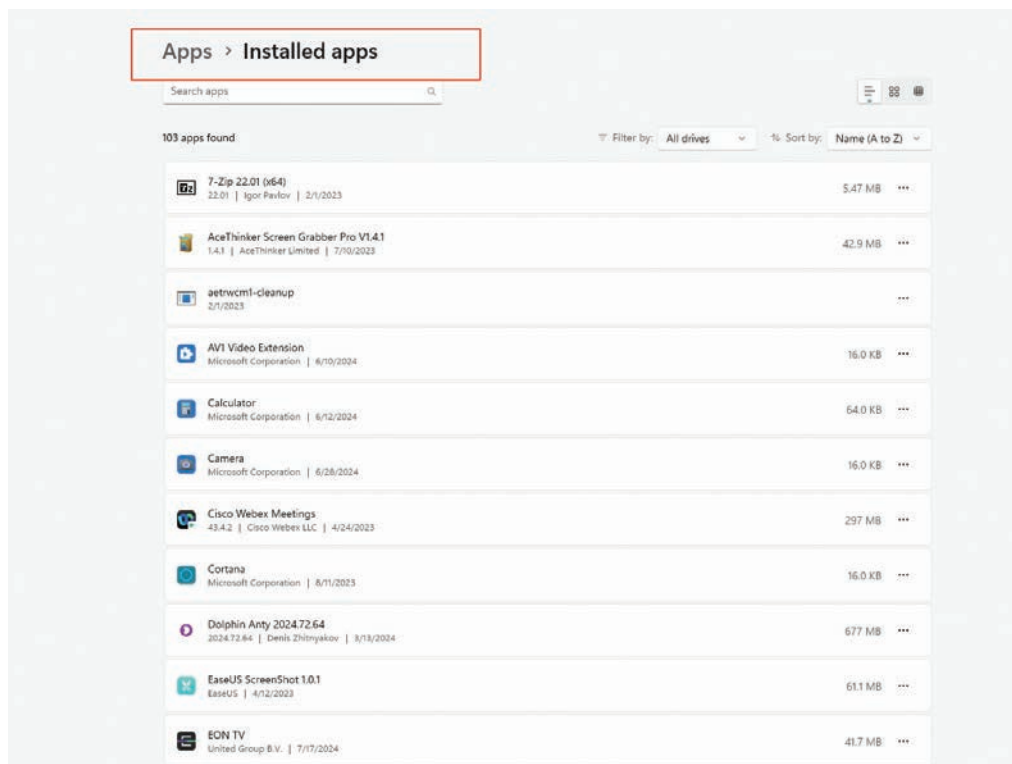 Apps > Installed apps
Search apps
103 apps found
Filter by: All drives
Sort by: Name (A to Z)
7-Zip 22.01 (x64)
5.47 MB
22.01 | Igor Pavlov | 2/1/2023
AceThinker Screen Grabber Pro V1.4.1
42.9 MB
1.4.1 | AceThinker Limited | 7/10/2023
aetrwcm1-cleanup
2/1/2023
AV1 Video Extension
16.0 KB
Microsoft Corporation | 6/10/2024
Calculator
64.0 KB
Microsoft Corporation | 6/12/2024
Camera
16.0 KB
Microsoft Corporation | 6/28/2024
Cisco Webex Meetings
297 MB
43.4.2 | Cisco Webex LLC | 4/24/2023
Cortana
16.0 KB
Microsoft Corporation | 8/11/2023
Dolphin Anty 2024.72.64
677 MB
2024.72.64 | Denis Zhitnyakov | 3/13/2024
EaseUS ScreenShot 1.0.1
61.1 MB
EaseUS | 4/12/2023
EON TV
41.7 MB
United Group B.V. | 7/17/2024